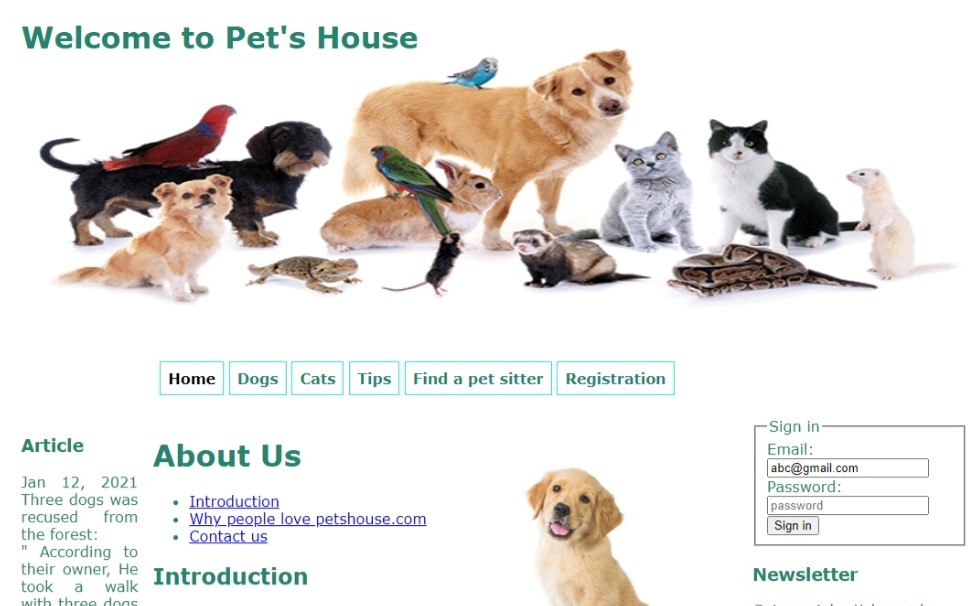 Welcome to Pet's House
Home Dogs Cats Tips Find a pet sitter Registration
Article
Jan 12, 2021
Three dogs was
recused from
the forest:
" According to
their owner, He
took a walk
with three dogs
About Us
Introduction
Why people love petshouse.com
Contact us
Introduction
Sign in
Email:
abc@gmail.com
Password:
password
Sign in
Newsletter